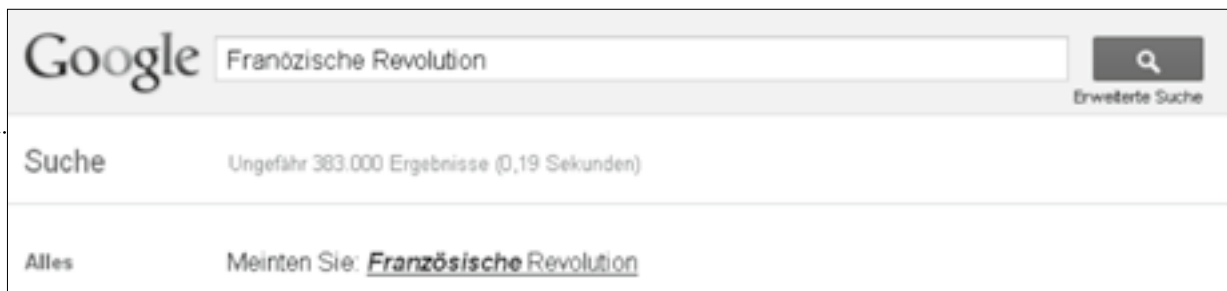 Google Franözische Revolution
Erweiterte Suche
Suche Ungefähr 383.000 Ergebnisse (0,19 Sekunden)
Alles Meinten Sie: Französische Revolution